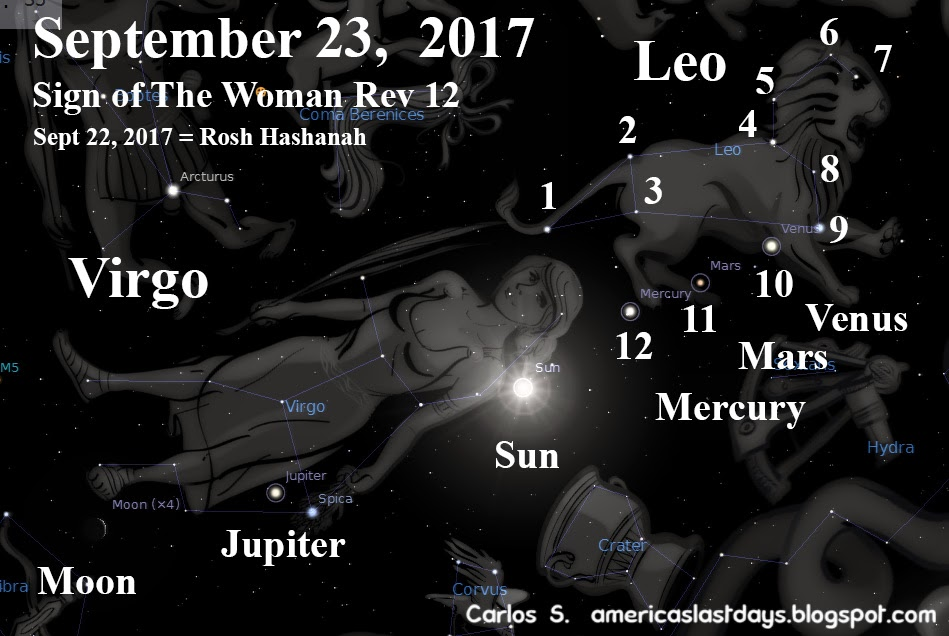 September 23, 2017
Sign of The Woman Rev 12
Sept 22, 2017 = Rosh Hashanah
Coma Berenices
Leo
1
2
3
4
5
6
7
8
9
10
11
12
Leo
Arcturus
Virgo
Venus
Mars
Mercury
Venus
Mars
Mercury
M5
Sun
Sun
Virgo
Jupiter
Spica
Moon (×4)
Jupiter
Moon
Hydra
Crater
Corvus
Carlos S. americaslastdays.blogspot.com